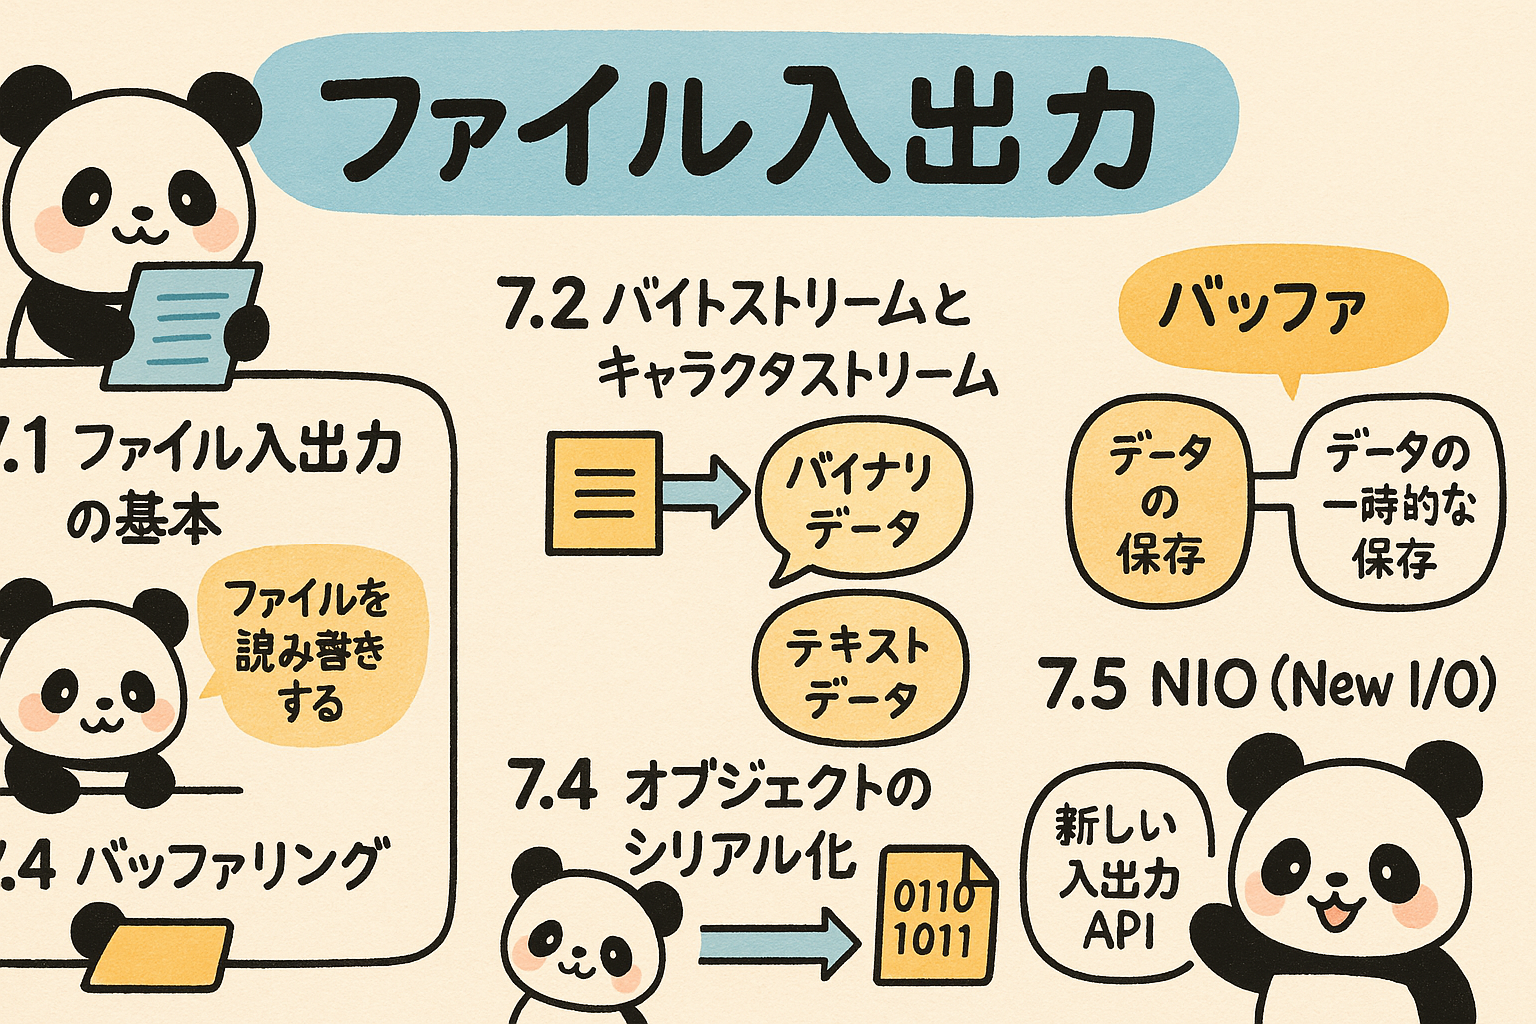 ファイル入出力
7.1 ファイル入出力
の基本
ファイルを
読み書き
する
7.4 バッファリング
7.2 バイトストリームと
キャラクタストリーム
バイナリ
データ
テキスト
データ
7.4 オブジェクトの
シリアル化
0110
1011
バッファ
データ
の
保存
データの
一時的な
保存
7.5 NIO (New I/O)
新しい
入出力
API